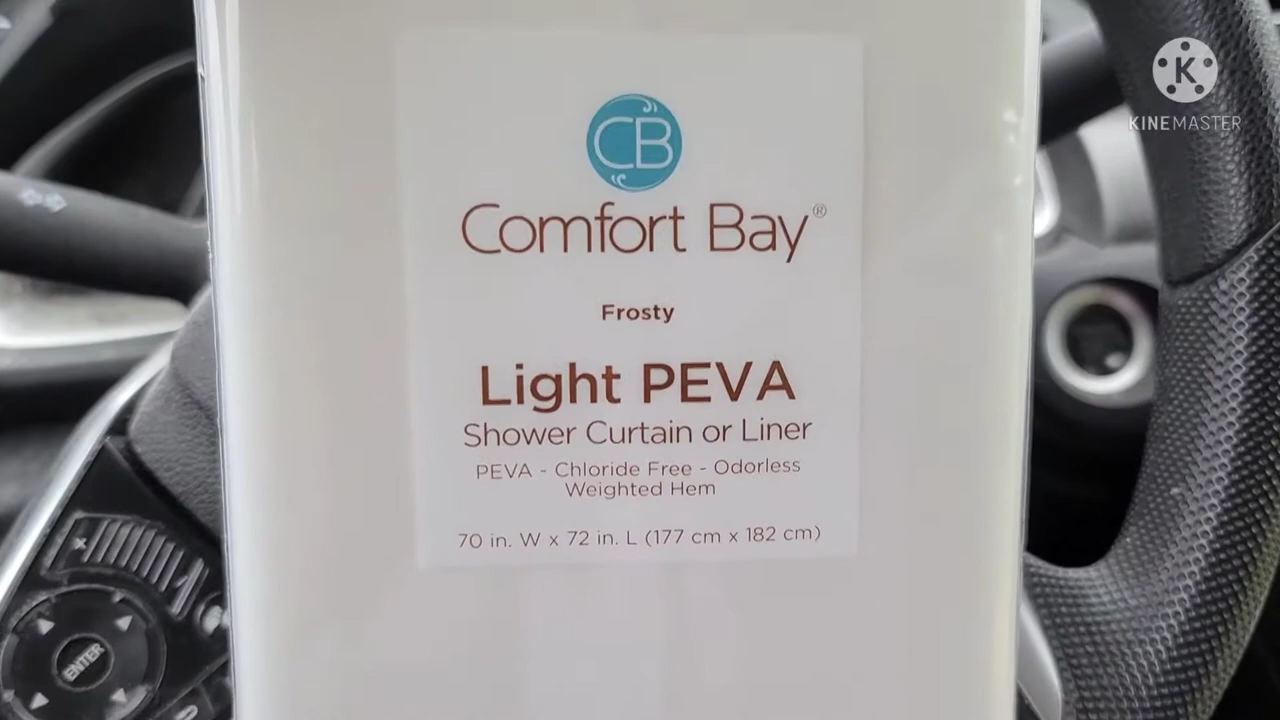 CB
Comfort Bay®
Frosty
Light PEVA
Shower Curtain or Liner
PEVA - Chloride Free - Odorless
Weighted Hem
70 in. W x 72 in. L (177 cm x 182 cm)
K
KINEMASTER
ENTER